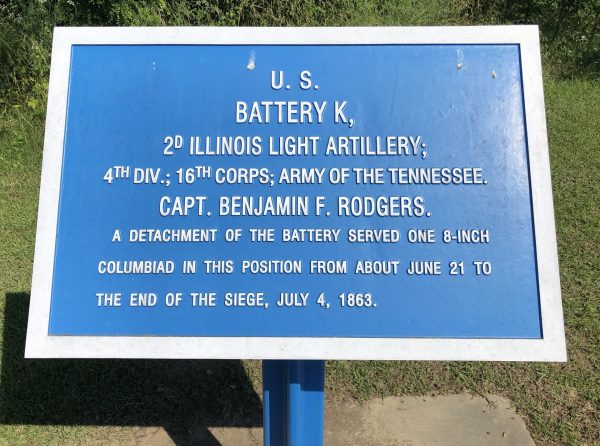 U. S.
BATTERY K,
2D ILLINOIS LIGHT ARTILLERY;
4TH DIV.; 16TH CORPS; ARMY OF THE TENNESSEE.
CAPT. BENJAMIN F. RODGERS.
A DETACHMENT OF THE BATTERY SERVED ONE 8-INCH
COLUMBIAD IN THIS POSITION FROM ABOUT JUNE 21 TO
THE END OF THE SIEGE, JULY 4, 1863.